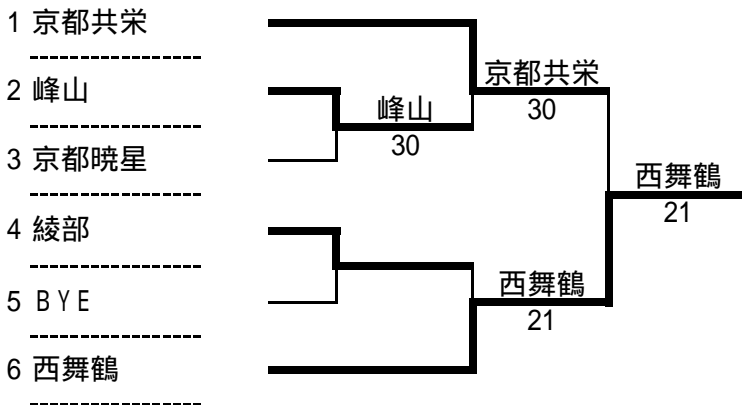 1 京都共栄
京都共栄
2 峰山
峰山
30
30
3 京都暁星
西舞鶴
21
4 綾部
西舞鶴
5 ＢＹＥ
21
6 西舞鶴